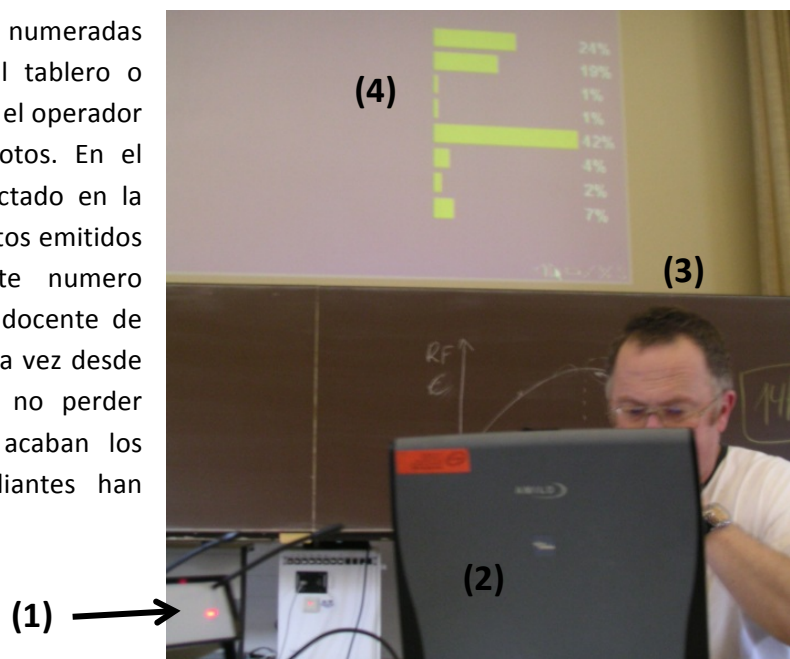 numeradas
l tablero o
el operador
otos. En el
ctado en la
tos emitidos
te numero
docente de
a vez desde
no perder
acaban los
liantes han
(1)
(4)
24%
19%
1%
1%
42%
4%
2%
7%
(3)
RF
€
(2)